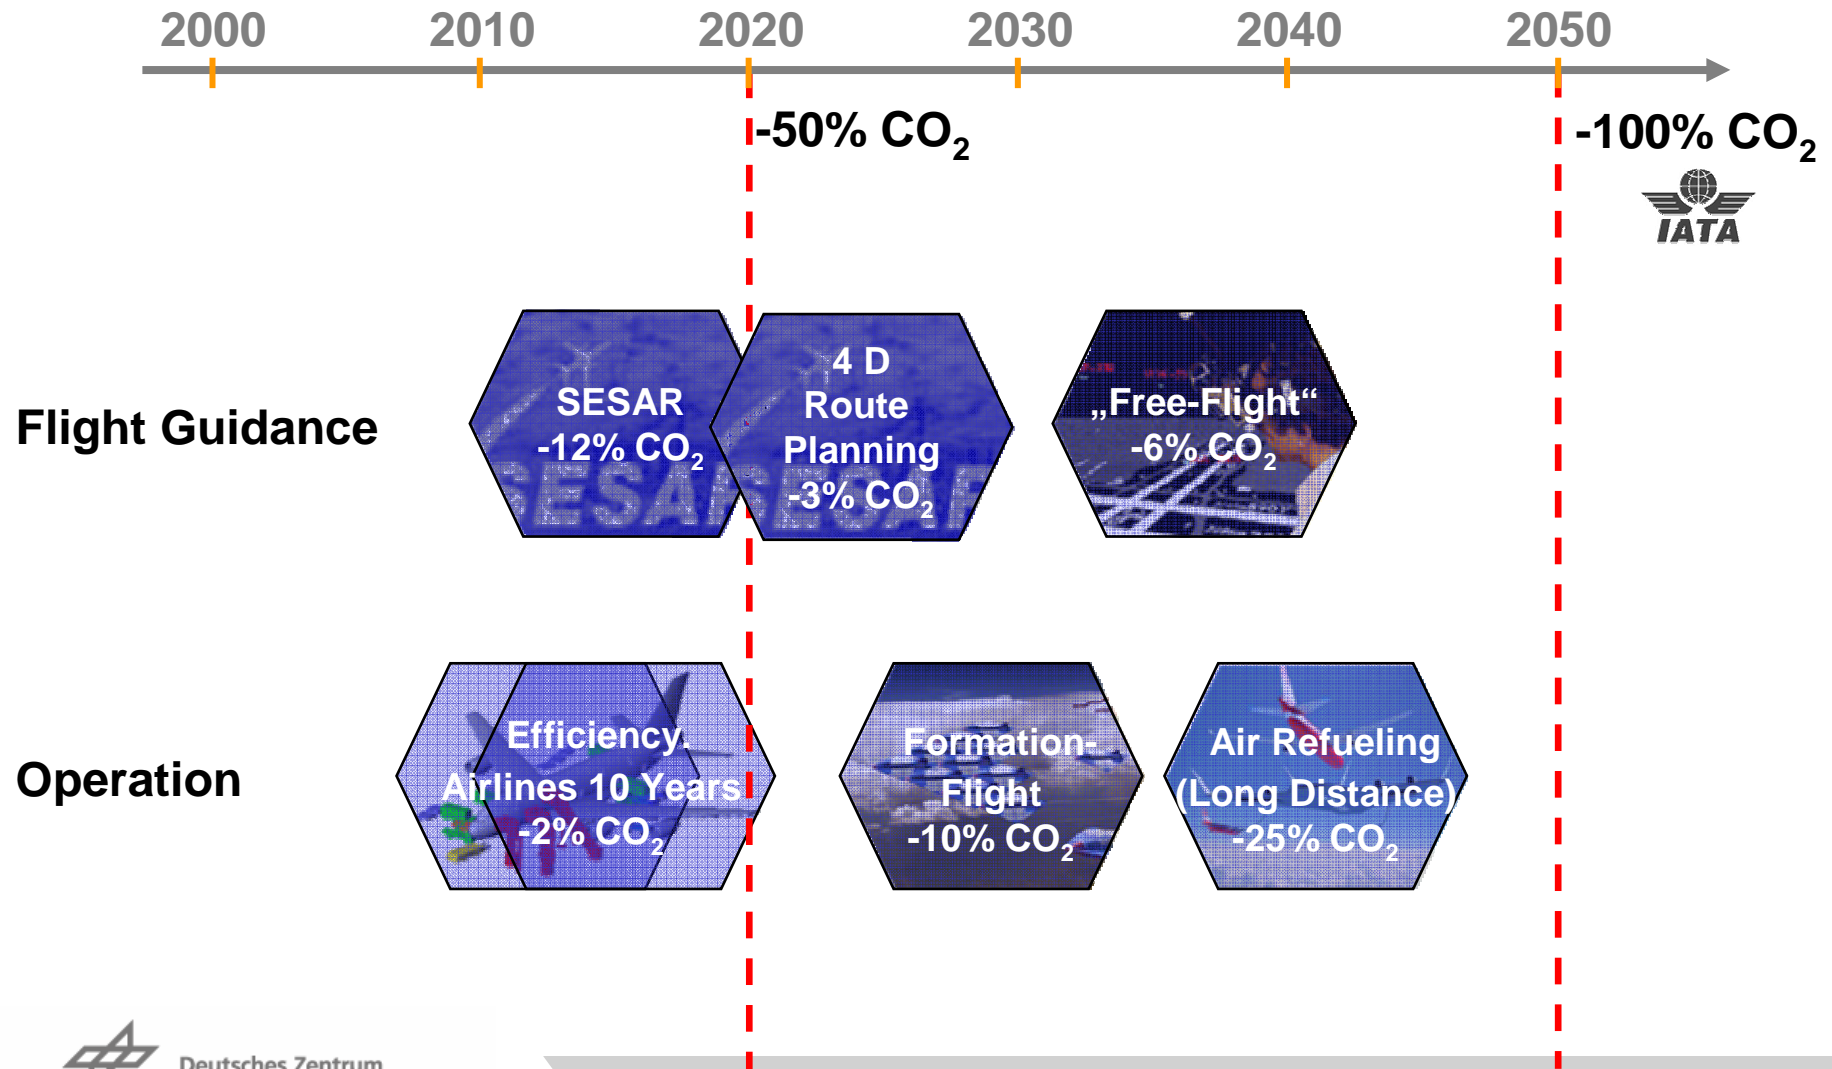 2000 2010 2020 2030 2040 2050
-50% CO₂
-100% CO₂
IATA
Flight Guidance
SESAR
-12% CO₂
SESAR
4 D
Route
Planning
-3% CO₂
„Free-Flight“
-6% CO₂
Operation
Efficiency
Airlines 10 Years
-2% CO₂
Formation-
Flight
-10% CO₂
Air Refueling
(Long Distance)
-25% CO₂
Deutsches Zentrum